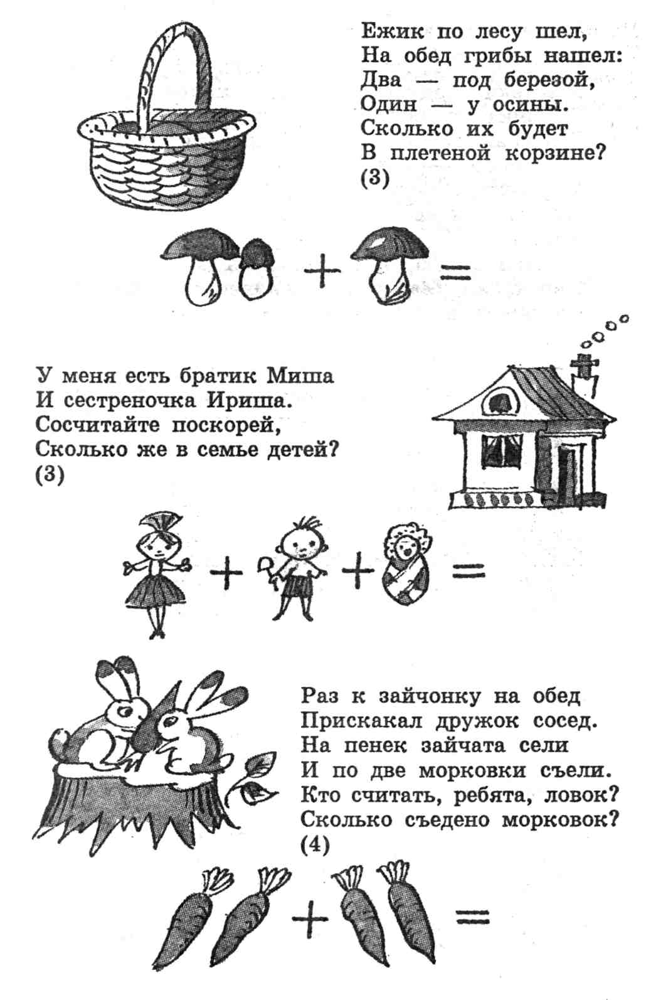 Ежик по лесу шел,
На обед грибы нашел:
Два — под березой,
Один — у осины.
Сколько их будет
В плетеной корзине?
(3)
+ =
У меня есть братик Миша
И сестреночка Ириша.
Сосчитайте поскорей,
Сколько же в семье детей?
(3)
+ + =
Раз к зайчонку на обед
Прискакал дружок сосед.
На пенек зайчата сели
И по две морковки съели.
Кто считать, ребята, ловок?
Сколько съедено морковок?
(4)
+ =